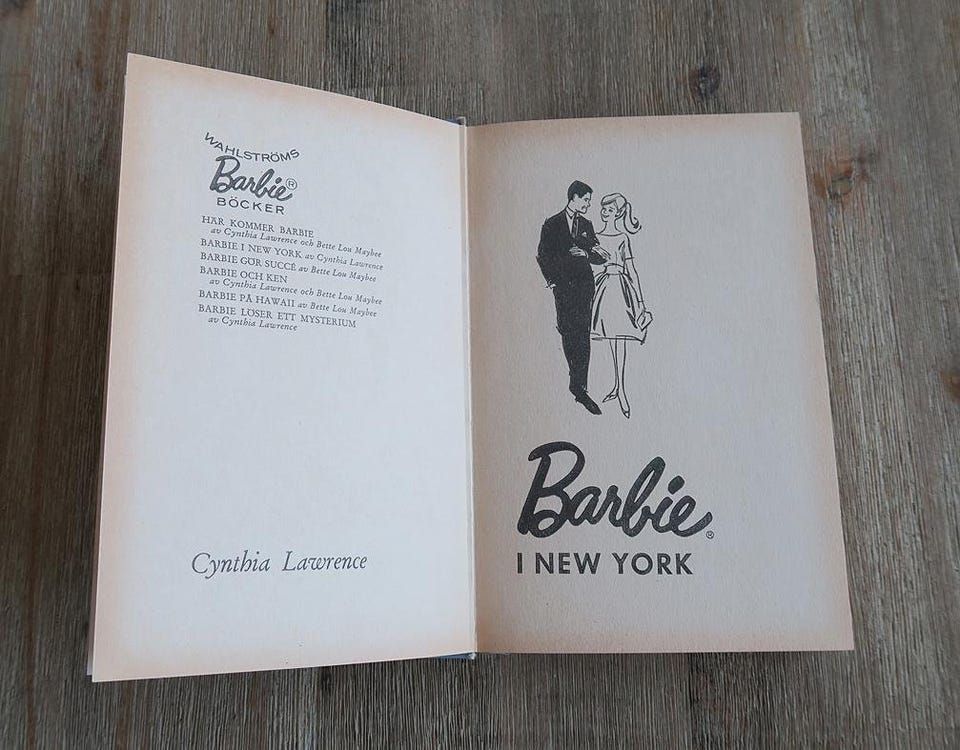 WAHLSTRÖMS
Barbie®
BÖCKER
HÄR KOMMER BARBIE
av Cynthia Lawrence och Bette Lou Maybee
BARBIE I NEW YORK av Cynthia Lawrence
BARBIE GÖR SUCCÉ av Bette Lou Maybee
BARBIE OCH KEN
av Cynthia Lawrence och Bette Lou Maybee
BARBIE PÅ HAWAII av Bette Lou Maybee
BARBIE LÖSER ETT MYSTERIUM
av Cynthia Lawrence
Cynthia Lawrence
Barbie®
I NEW YORK